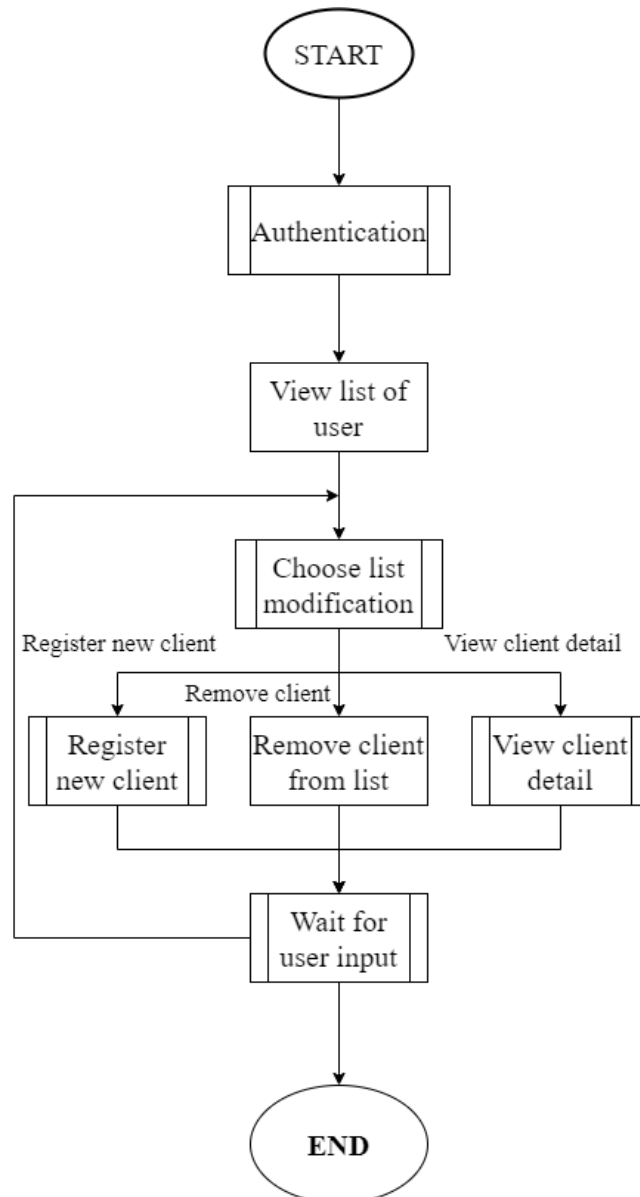 START
Authentication
View list of
user
Choose list
modification
Register new client
View client detail
Remove client
Register
new client
Remove client
from list
View client
detail
Wait for
user input
END